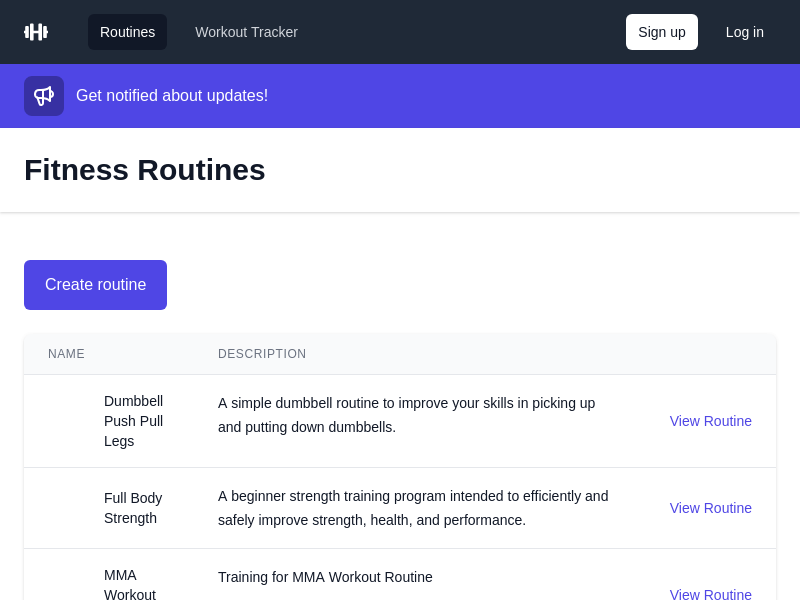 Routines Workout Tracker Sign up Log in
Get notified about updates!
Fitness Routines
Create routine
NAME DESCRIPTION
Dumbbell
Push Pull
Legs
A simple dumbbell routine to improve your skills in picking up
and putting down dumbbells.
View Routine
Full Body
Strength
A beginner strength training program intended to efficiently and
safely improve strength, health, and performance.
View Routine
MMA
Workout
Training for MMA Workout Routine
View Routine